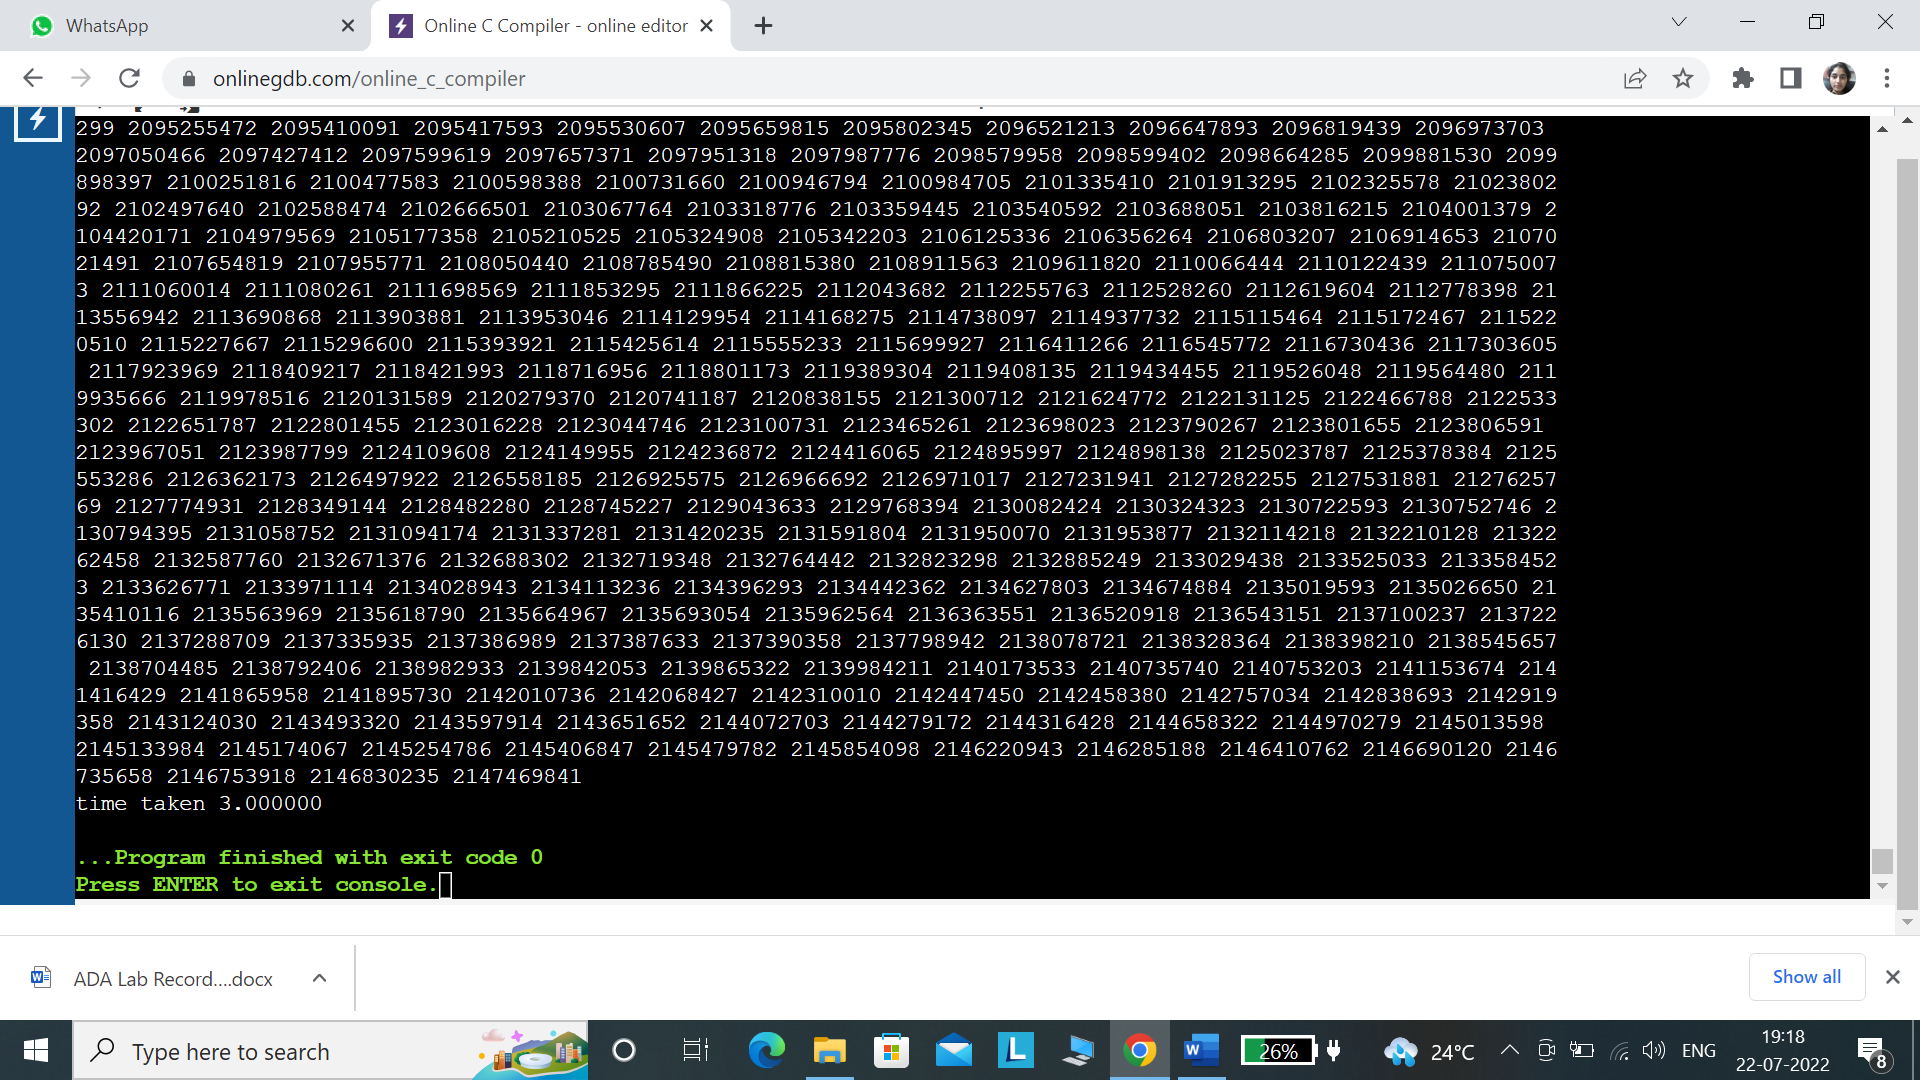 WhatsApp
Online C Compiler - online editor
onlinegdb.com/online_c_compiler
299 2095255472 2095410091 2095417593 2095530607 2095659815 2095802345 2096521213 2096647893 2096819439 2096973703
2097050466 2097427412 2097599619 2097657371 2097951318 2097987776 2098579958 2098599402 2098664285 2099881530 2099
898397 2100251816 2100477583 2100598388 2100731660 2100946794 2100984705 2101335410 2101913295 2102325578 21023802
92 2102497640 2102588474 2102666501 2103067764 2103318776 2103359445 2103540592 2103688051 2103816215 2104001379 2
104420171 2104979569 2105177358 2105210525 2105324908 2105342203 2106125336 2106356264 2106803207 2106914653 21070
21491 2107654819 2107955771 2108050440 2108785490 2108815380 2108911563 2109611820 2110066444 2110122439 211075007
3 2111060014 2111080261 2111698569 2111853295 2111866225 2112043682 2112255763 2112528260 2112619604 2112778398 21
13556942 2113690868 2113903881 2113953046 2114129954 2114168275 2114738097 2114937732 2115115464 2115172467 211522
0510 2115227667 2115296600 2115393921 2115425614 2115555233 2115699927 2116411266 2116545772 2116730436 2117303605
2117923969 2118409217 2118421993 2118716956 2118801173 2119389304 2119408135 2119434455 2119526048 2119564480 211
9935666 2119978516 2120131589 2120279370 2120741187 2120838155 2121300712 2121624772 2122131125 2122466788 2122533
302 2122651787 2122801455 2123016228 2123044746 2123100731 2123465261 2123698023 2123790267 2123801655 2123806591
2123967051 2123987799 2124109608 2124149955 2124236872 2124416065 2124895997 2124898138 2125023787 2125378384 2125
553286 2126362173 2126497922 2126558185 2126925575 2126966692 2126971017 2127231941 2127282255 2127531881 21276257
69 2127774931 2128349144 2128482280 2128745227 2129043633 2129768394 2130082424 2130324323 2130722593 2130752746 2
130794395 2131058752 2131094174 2131337281 2131420235 2131591804 2131950070 2131953877 2132114218 2132210128 21322
62458 2132587760 2132671376 2132688302 2132719348 2132764442 2132823298 2132885249 2133029438 2133525033 213358452
3 2133626771 2133971114 2134028943 2134113236 2134396293 2134442362 2134627803 2134674884 2135019593 2135026650 21
35410116 2135563969 2135618790 2135664967 2135693054 2135962564 2136363551 2136520918 2136543151 2137100237 213722
6130 2137288709 2137335935 2137386989 2137387633 2137390358 2137798942 2138078721 2138328364 2138398210 2138545657
2138704485 2138792406 2138982933 2139842053 2139865322 2139984211 2140173533 2140735740 2140753203 2141153674 214
1416429 2141865958 2141895730 2142010736 2142068427 2142310010 2142447450 2142458380 2142757034 2142838693 2142919
358 2143124030 2143493320 2143597914 2143651652 2144072703 2144279172 2144316428 2144658322 2144970279 2145013598
2145133984 2145174067 2145254786 2145406847 2145479782 2145854098 2146220943 2146285188 2146410762 2146690120 2146
735658 2146753918 2146830235 2147469841
time taken 3.000000
...Program finished with exit code 0
Press ENTER to exit console.
ADA Lab Record....docx
Show all
Type here to search
26%
24°C
ENG
19:18
22-07-2022
8